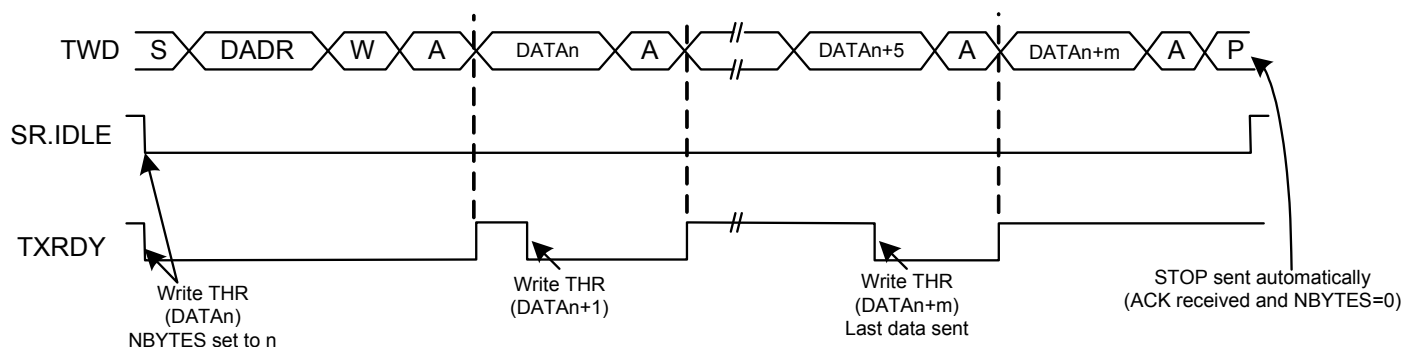 TWD S DADR W A DATAn A DATAn+5 A DATAn+m A P
SR.IDLE
TXRDY
Write THR
(DATAn)
NBYTES set to n
Write THR
(DATAn+1)
Write THR
(DATAn+m)
Last data sent
STOP sent automatically
(ACK received and NBYTES=0)